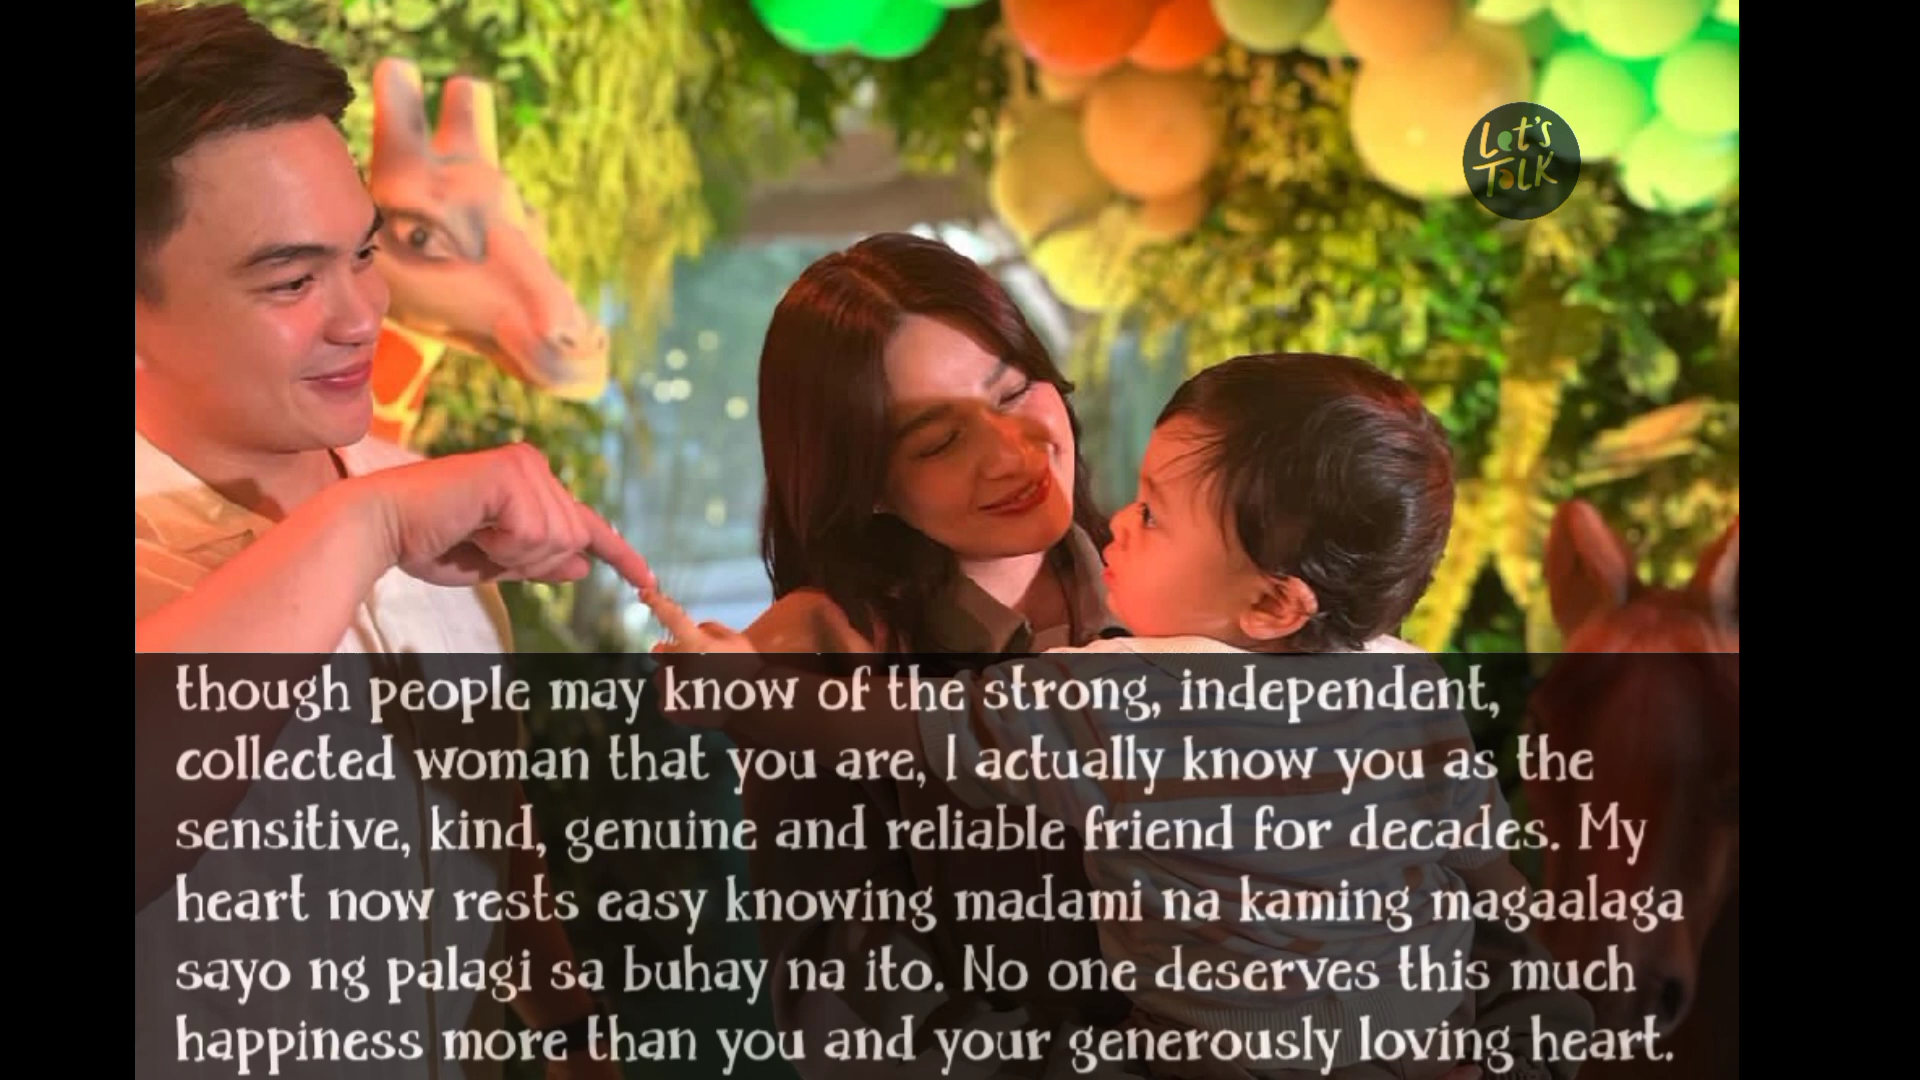 Let's
TALK
though people may know of the strong, independent,
collected woman that you are, I actually know you as the
sensitive, kind, genuine and reliable friend for decades. My
heart now rests easy knowing madami na kaming magaalaga
sayo ng palagi sa buhay na ito. No one deserves this much
happiness more than you and your generously loving heart.